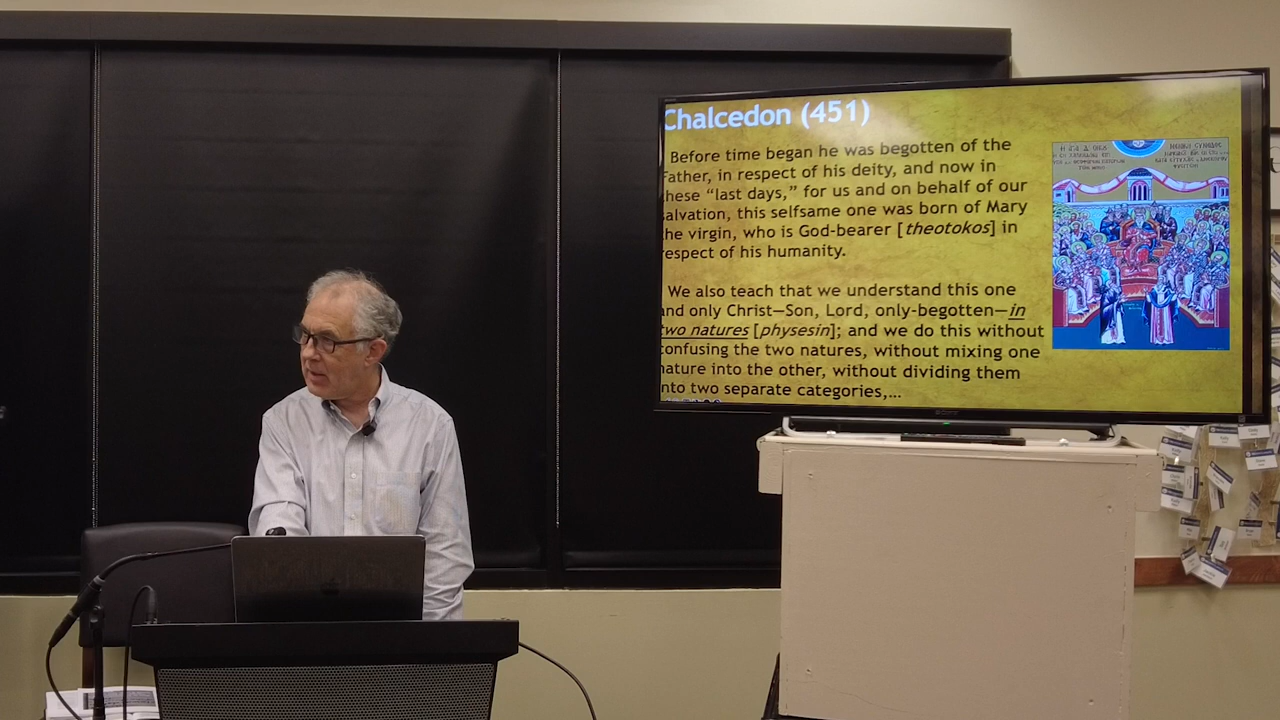 Chalcedon (451)
Before time began he was begotten of the
Father, in respect of his deity, and now in
these “last days,” for us and on behalf of our
salvation, this selfsame one was born of Mary
the virgin, who is God-bearer [theotokos] in
respect of his humanity.
We also teach that we understand this one
and only Christ—Son, Lord, only-begotten—in
two natures [physesin]; and we do this without
confusing the two natures, without mixing one
nature into the other, without dividing them
into two separate categories,...
SONY